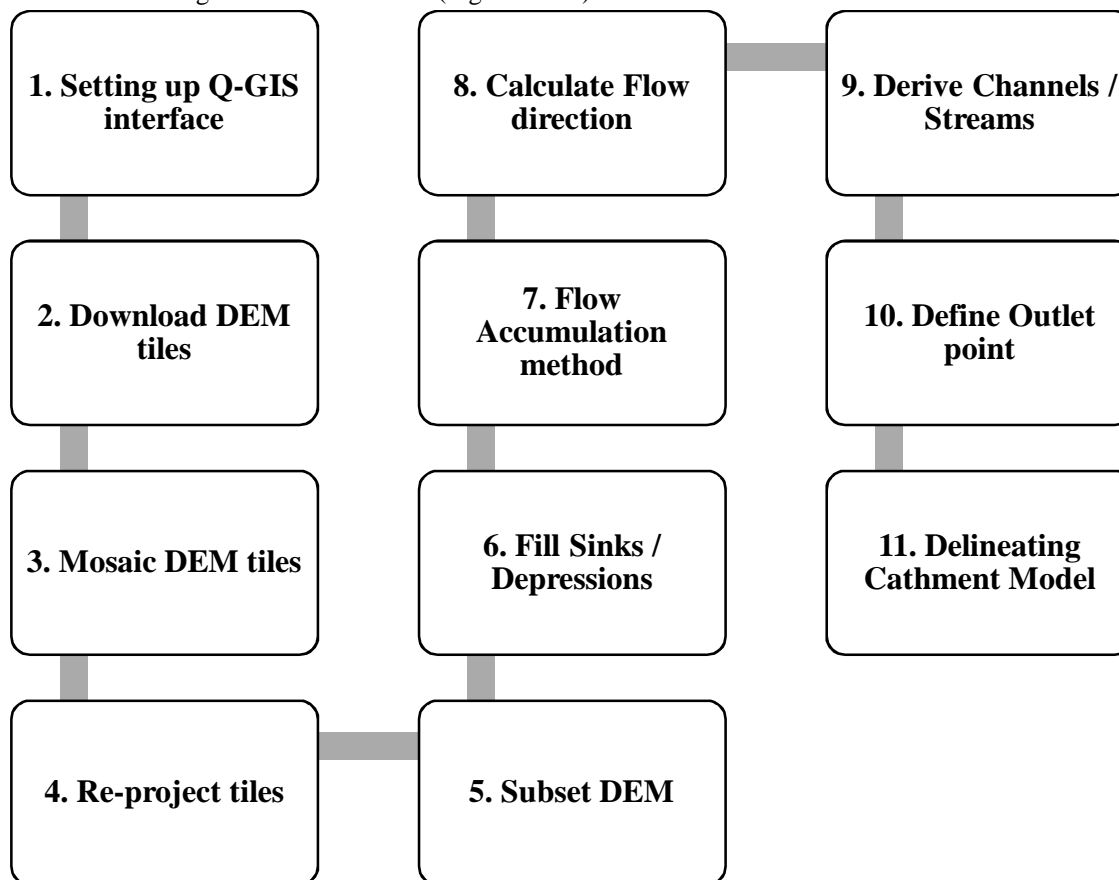 1. Setting up Q-GIS
interface
2. Download DEM
tiles
3. Mosaic DEM tiles
4. Re-project tiles
5. Subset DEM
6. Fill Sinks /
Depressions
7. Flow
Accumulation
method
8. Calculate Flow
direction
9. Derive Channels /
Streams
10. Define Outlet
point
11. Delineating
Cathment Model